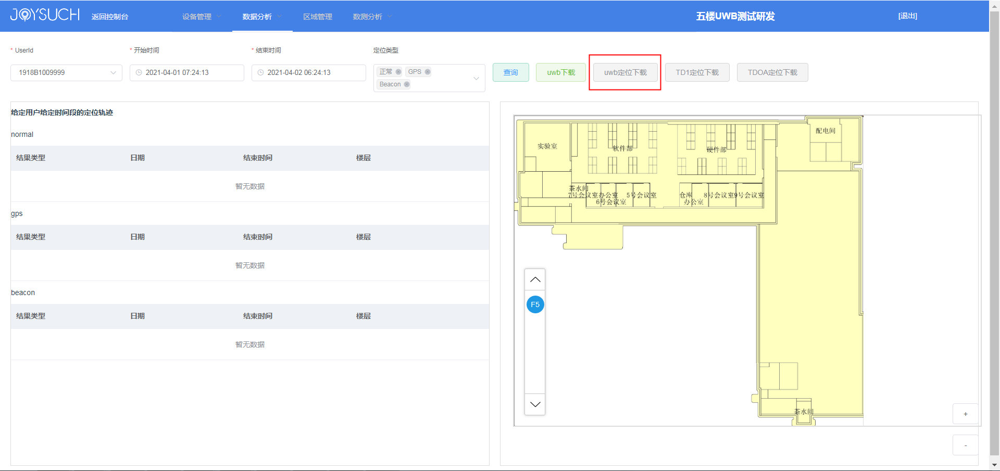 JOYSUCH 返回控制台 设备管理 数据分析 区域管理 数测分析 五楼UWB测试研发 [退出]
* UserId * 开始时间 * 结束时间 定位类型
1918B1009999 2021-04-01 07:24:13 2021-04-02 06:24:13 正常 GPS
Beacon
查询 uwb下载 uwb定位下载 TD1定位下载 TDOA定位下载
给定用户给定时间段的定位轨迹
normal
结果类型 日期 结束时间 楼层
暂无数据
gps
结果类型 日期 结束时间 楼层
暂无数据
beacon
结果类型 日期 结束时间 楼层
暂无数据
配电间
实验室 软件部 硬件部
茶水间
7号会议室 办公室 5号会议室 仓库 8号会议室 9号会议室
6号会议室 办公室
F5
茶水间
+
-